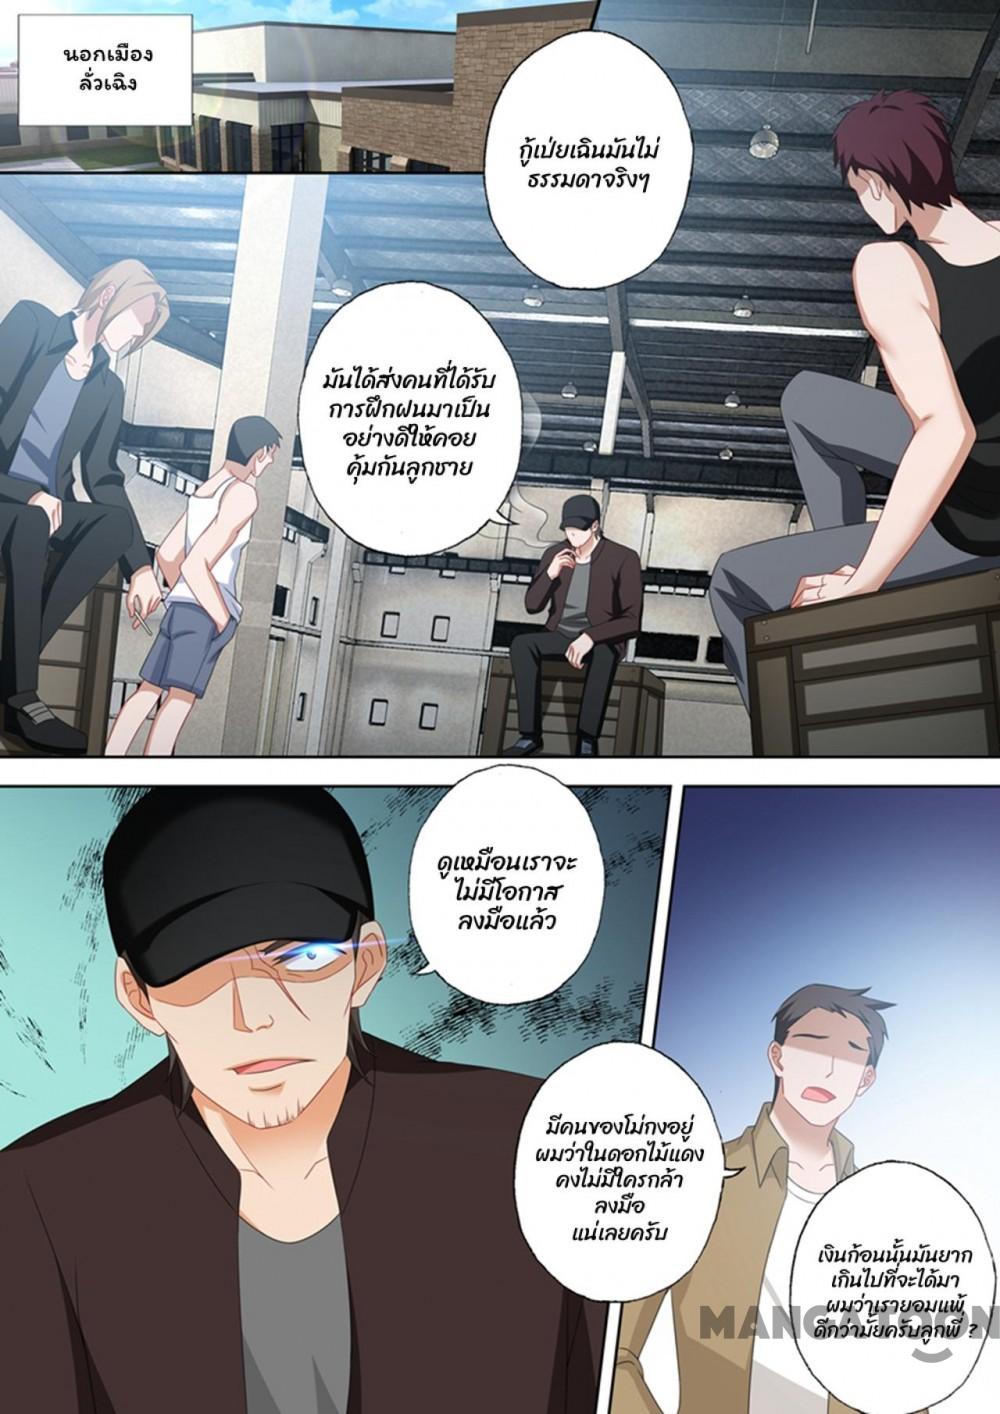 นอกเมือง
ลั่วเฉิง
กู้เป่ยเฉินมันไม่
ธรรมดาจริงๆ
มันได้ส่งคนที่ได้รับ
การฝึกฝนมาเป็น
อย่างดีให้คอย
คุ้มกันลูกชาย
ดูเหมือนเราจะ
ไม่มีโอกาส
ลงมือแล้ว
มีคนของโม่กงอยู่
ผมว่าในดอกไม้แดง
คงไม่มีใครกล้า
ลงมือ
แน่เลยครับ
เงินก้อนนั้นมันยาก
เกินไปที่จะได้มา
ผมว่าเรายอมแพ้
ดีกว่ามั้ยครับลูกพี่ ?
MANGATOON